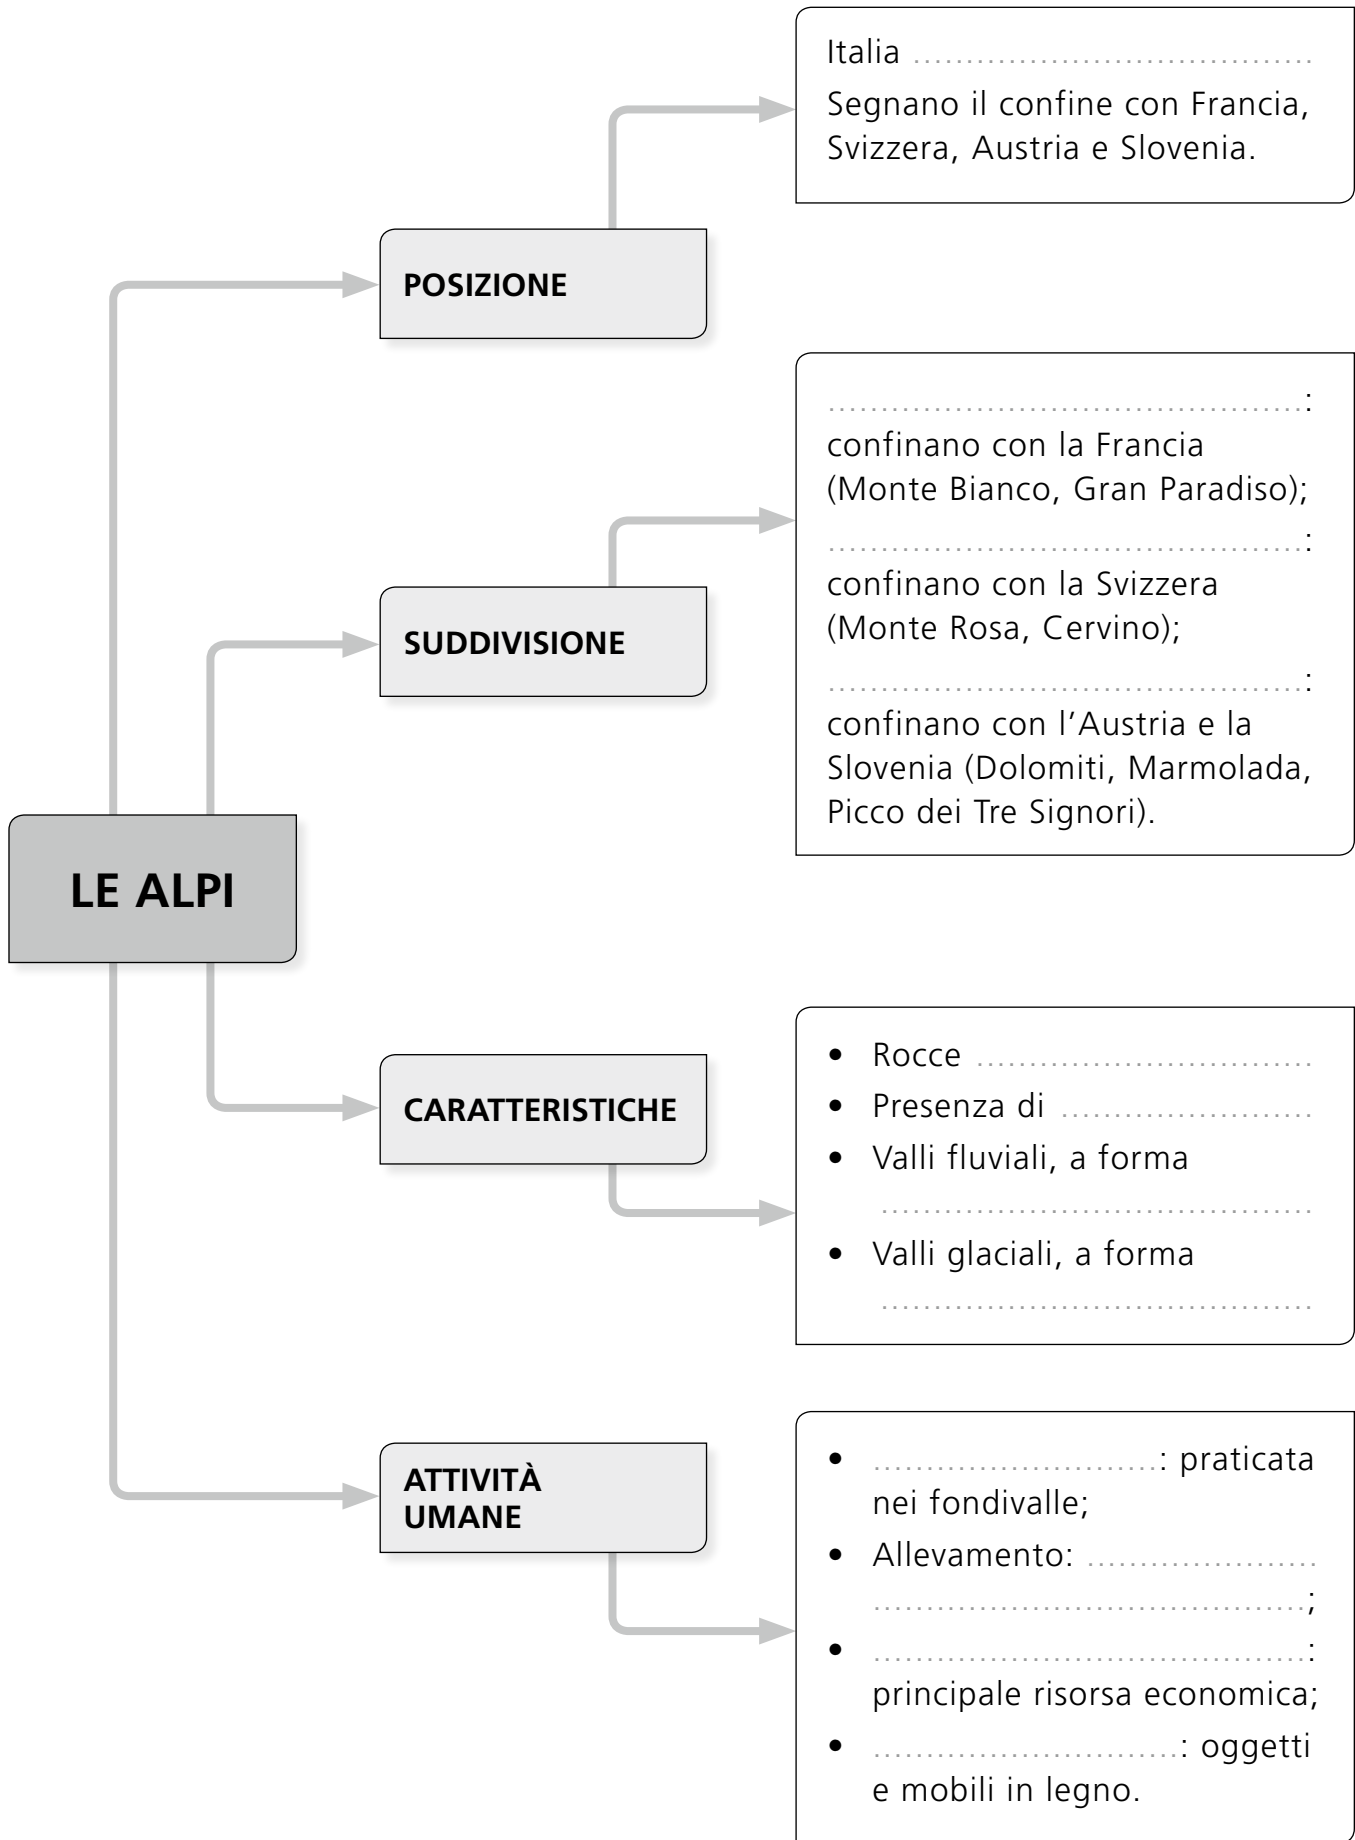 Italia ......................................
Segnano il confine con Francia,
Svizzera, Austria e Slovenia.
POSIZIONE
.............................................:
confinano con la Francia
(Monte Bianco, Gran Paradiso);
.............................................:
confinano con la Svizzera
(Monte Rosa, Cervino);
.............................................:
confinano con l’Austria e la
Slovenia (Dolomiti, Marmolada,
Picco dei Tre Signori).
SUDDIVISIONE
LE ALPI
• Rocce ................................
• Presenza di ........................
• Valli fluviali, a forma
.........................................
• Valli glaciali, a forma
.........................................
CARATTERISTICHE
ATTIVITÀ
UMANE
• ...........................: praticata
nei fondivalle;
• Allevamento: ......................
.........................................;
• .........................................:
principale risorsa economica;
• .............................: oggetti
e mobili in legno.